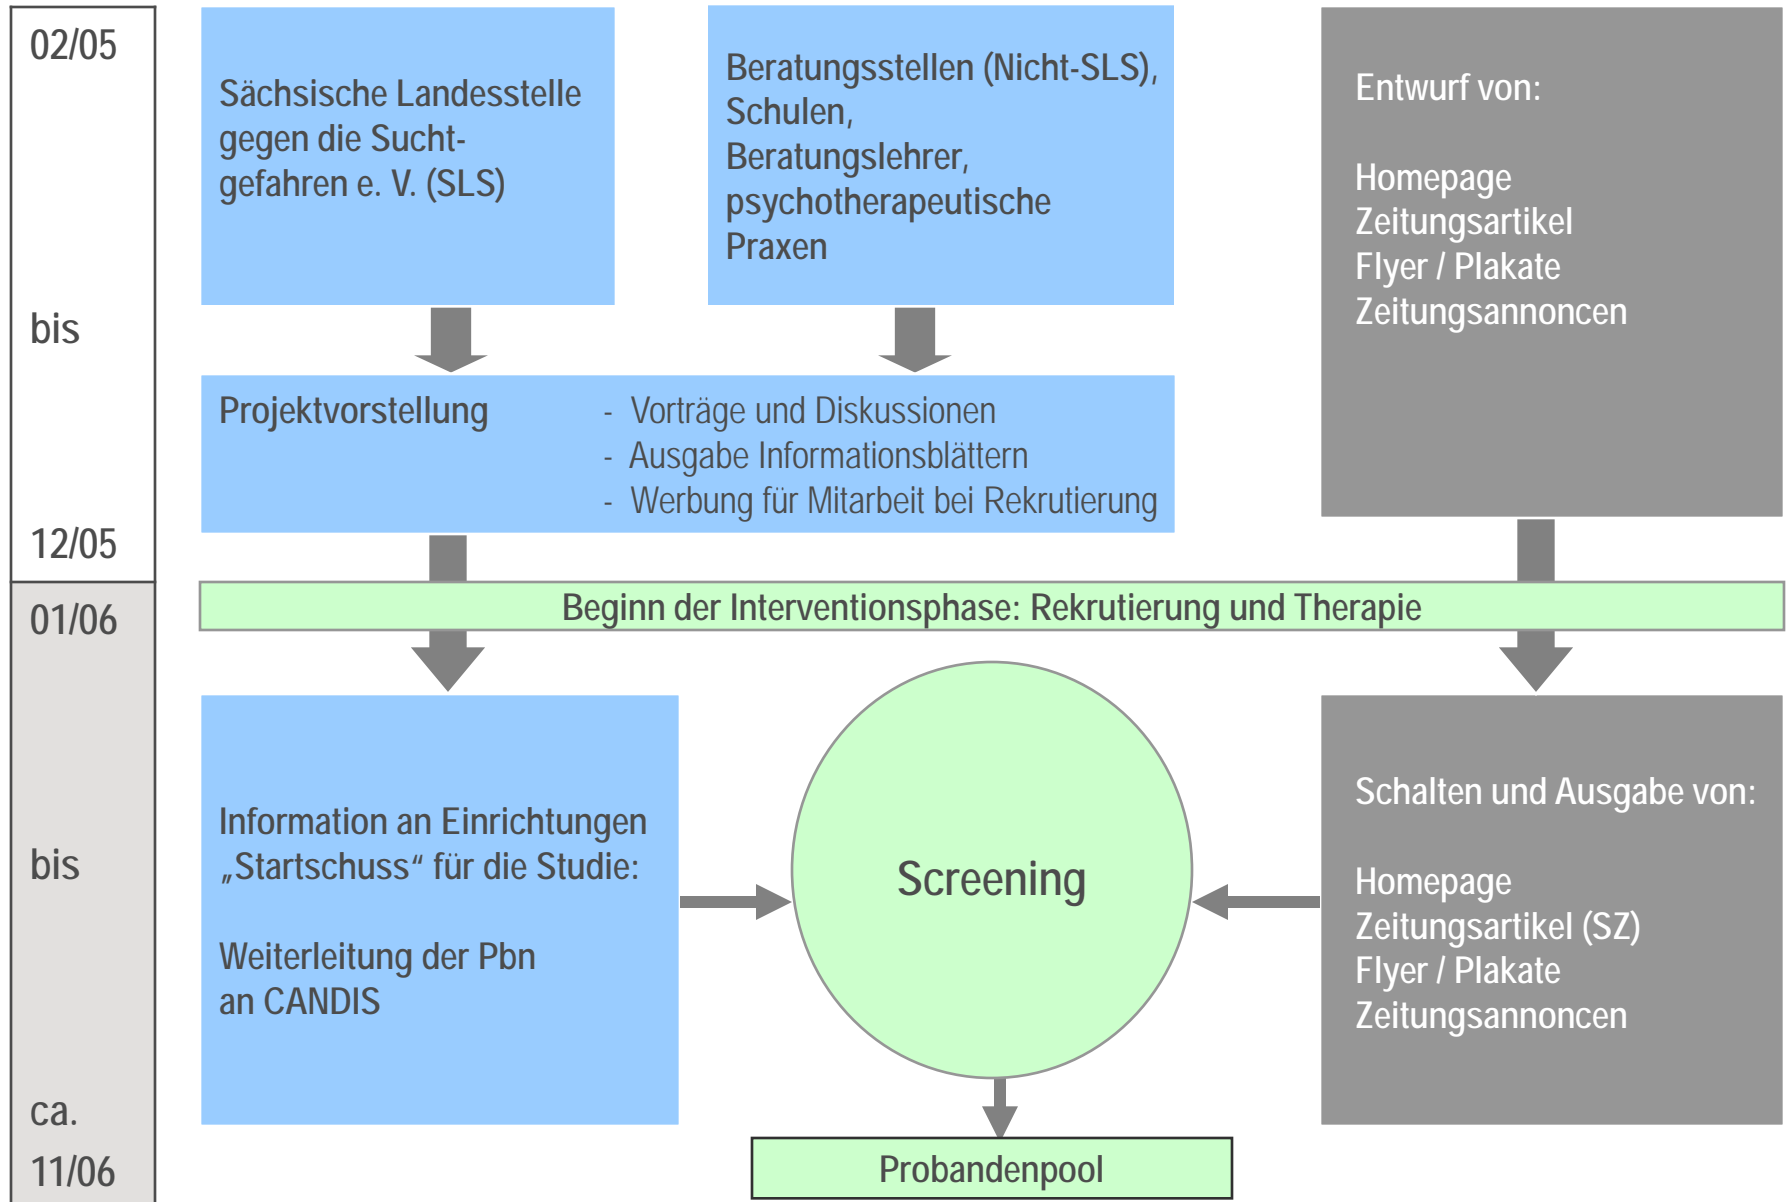 02/05
bis
12/05
Sächsische Landesstelle
gegen die Sucht-
gefahren e. V. (SLS)
Beratungsstellen (Nicht-SLS),
Schulen,
Beratungslehrer,
psychotherapeutische
Praxen
Entwurf von:
Homepage
Zeitungsartikel
Flyer / Plakate
Zeitungsannoncen
Projektvorstellung
- Vorträge und Diskussionen
- Ausgabe Informationsblättern
- Werbung für Mitarbeit bei Rekrutierung
01/06
bis
ca.
11/06
Beginn der Interventionsphase: Rekrutierung und Therapie
Information an Einrichtungen
„Startschuss“ für die Studie:
Weiterleitung der Pbn
an CANDIS
Screening
Schalten und Ausgabe von:
Homepage
Zeitungsartikel (SZ)
Flyer / Plakate
Zeitungsannoncen
Probandenpool